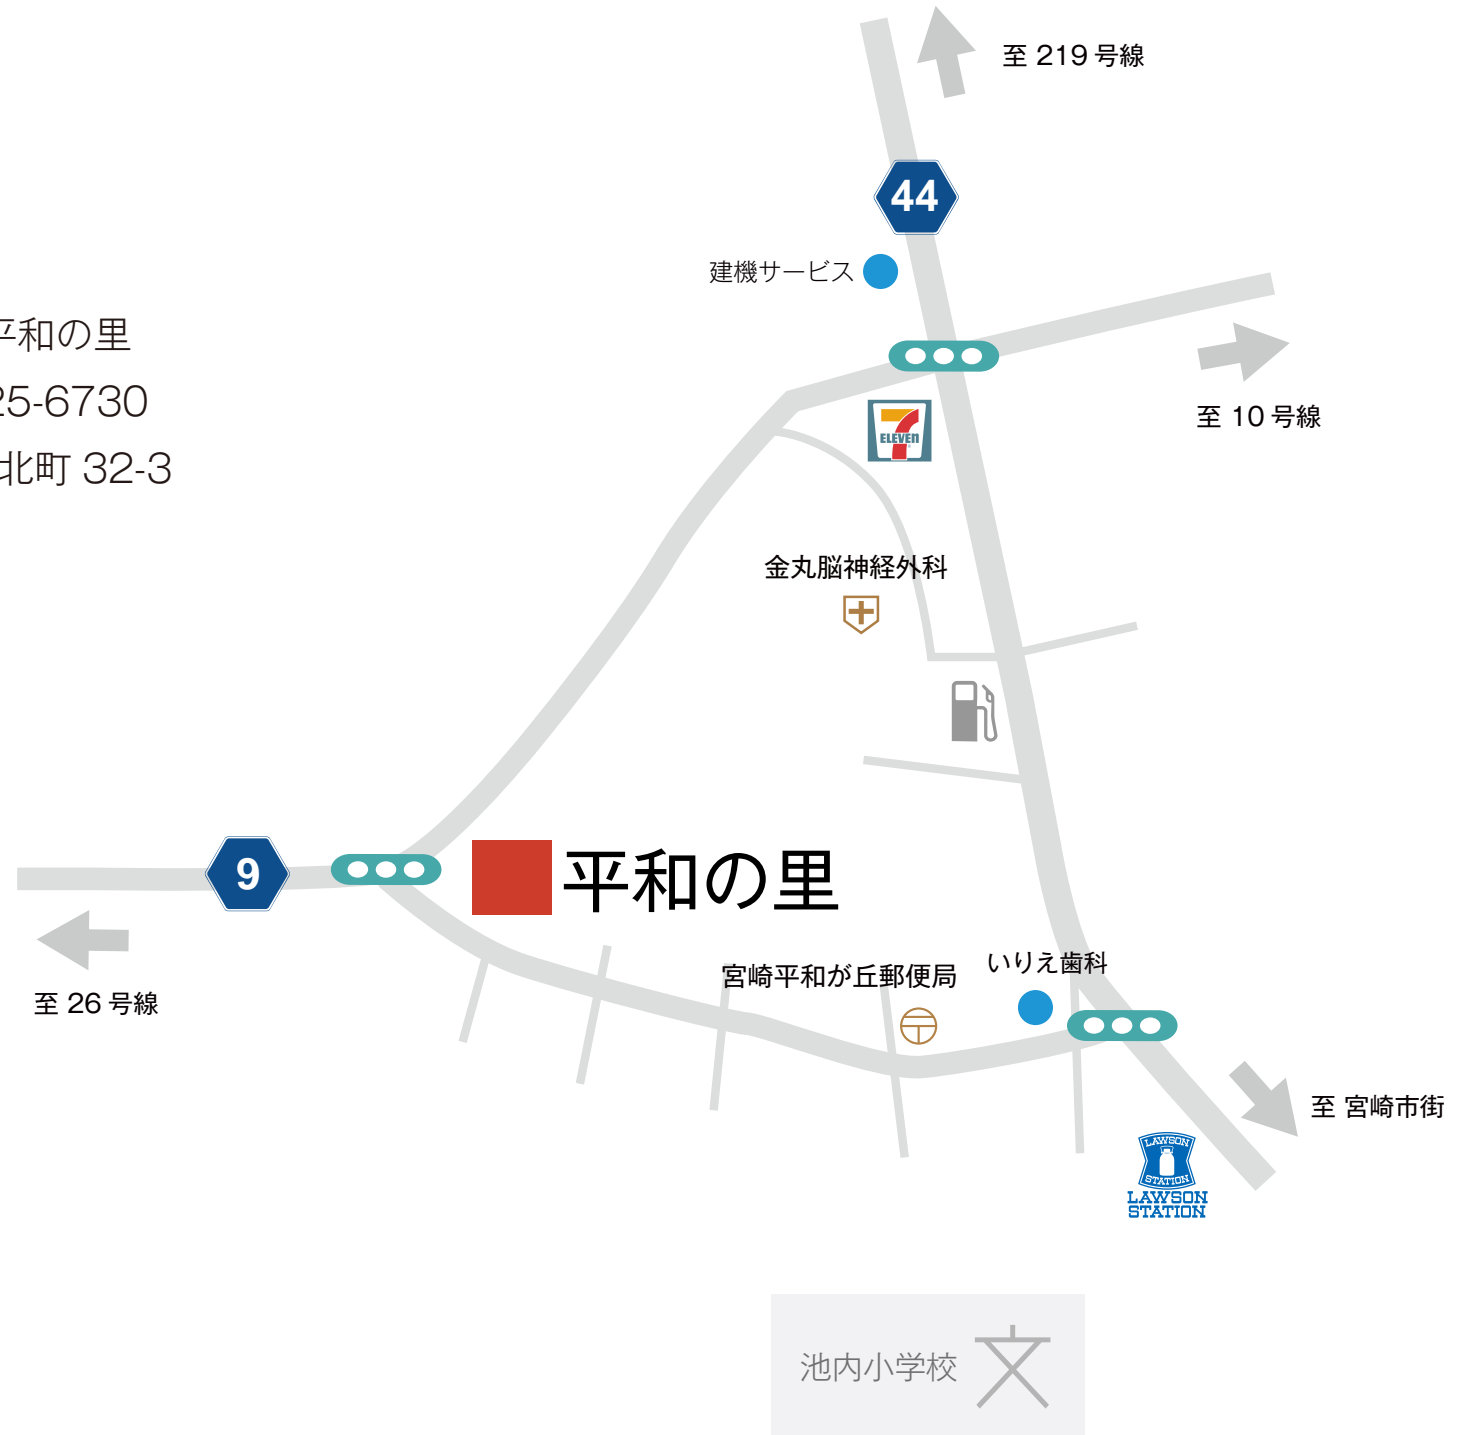 至 219 号線
44
建機サービス
平和の里
25-6730
北町 32-3
至 10 号線
7
ELEVEn
金丸脳神経外科
9
平和の里
至 26 号線
宮崎平和が丘郵便局
いりえ歯科
至 宮崎市街
LAWSON
STATION
LAWSON
STATION
池内小学校